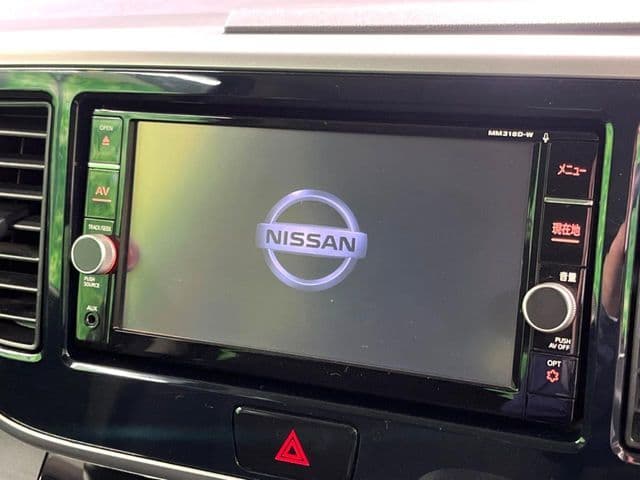 MM318D-W
OPEN
AV
TRACK/SEEK
PUSH
SOURCE
AUX
NISSAN
メニュー
現在地
音量
PUSH
AV OFF
OPT